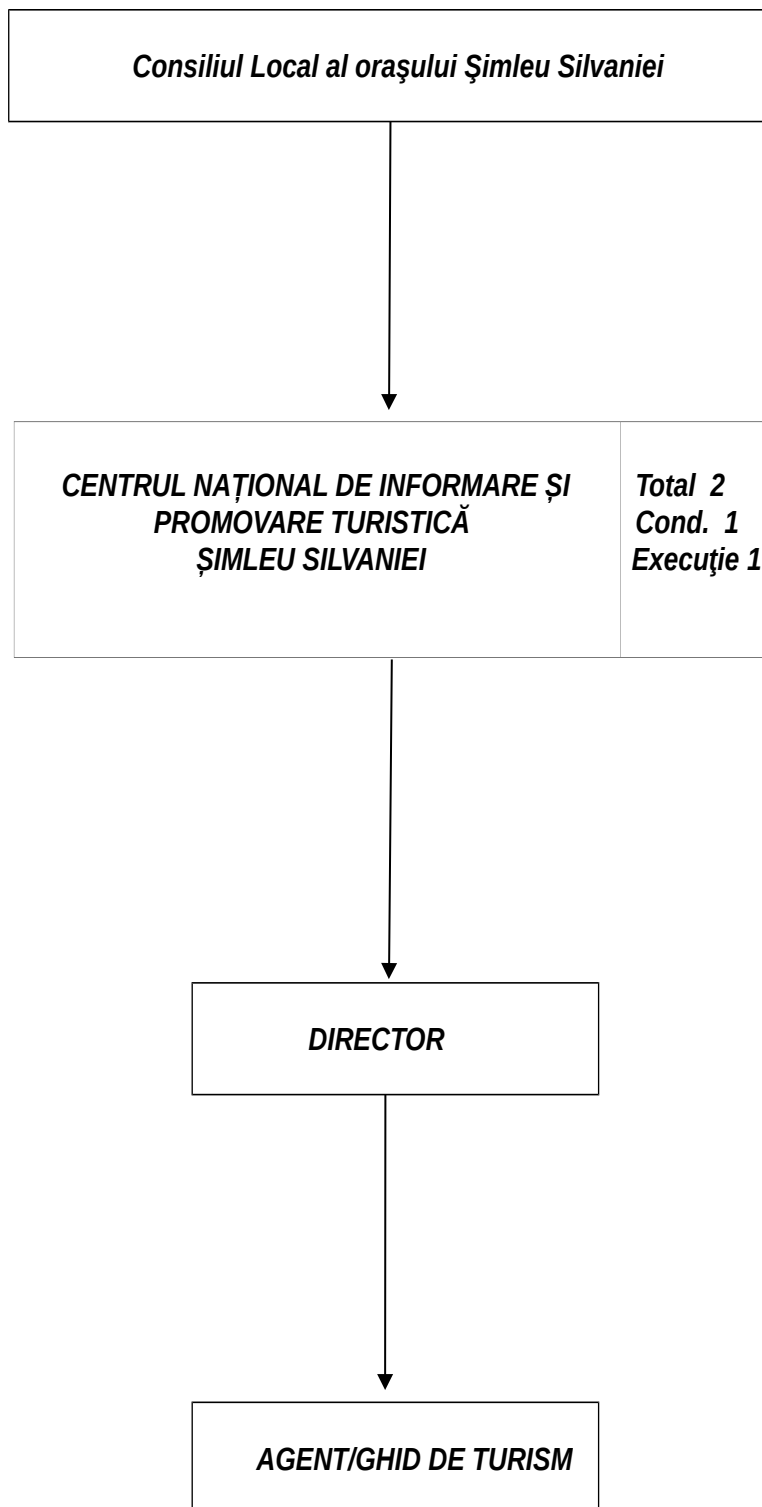 Consiliul Local al oraşului Şimleu Silvaniei
CENTRUL NAȚIONAL DE INFORMARE ȘI
PROMOVARE TURISTICĂ
ȘIMLEU SILVANIEI
Total 2
Cond. 1
Execuţie 1
DIRECTOR
AGENT/GHID DE TURISM